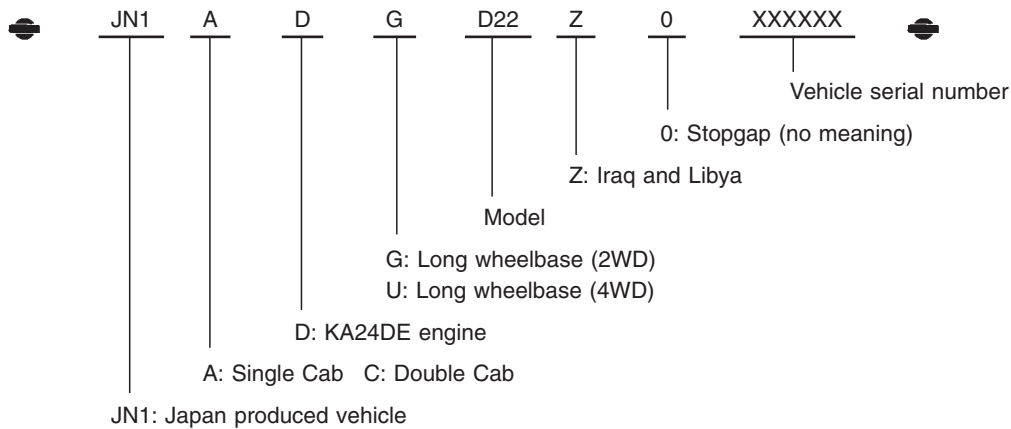 JN1 A D G D22 Z 0 XXXXXX
Vehicle serial number
0: Stopgap (no meaning)
Z: Iraq and Libya
Model
G: Long wheelbase (2WD)
U: Long wheelbase (4WD)
D: KA24DE engine
A: Single Cab C: Double Cab
JN1: Japan produced vehicle